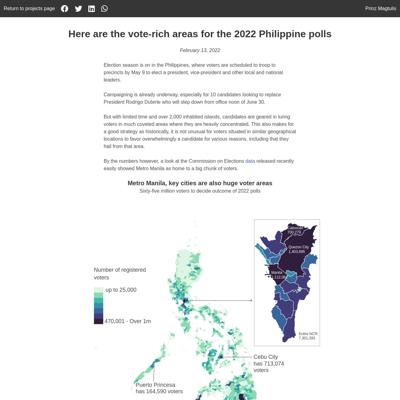 Return to projects page
Prinz Magtulis
Here are the vote-rich areas for the 2022 Philippine polls
February 13, 2022
Election season is on in the Philippines, where voters are scheduled to troop to
precincts by May 9 to elect a president, vice-president and other local and national
leaders.
Campaigning is already underway, especially for 10 candidates looking to replace
President Rodrigo Duterte who will step down from office noon of June 30.
But with limited time and over 2,000 inhabited islands, candidates are gearing in luring
voters in much coveted areas where they are heavily concentrated. This also makes for
a good strategy as historically, it is not unusual for voters situated in similar geographical
locations to favor overwhelmingly a candidate for various reasons, including that they
hail from that area.
By the numbers however, a look at the Commission on Elections data released recently
easily showed Metro Manila as home to a big chunk of voters.
Metro Manila, key cities are also huge voter areas
Sixty-five million voters to decide outcome of 2022 polls
Number of registered
voters
up to 25,000
470,001 - Over 1m
Caloocan
Quezon City
Manila
Entire NCR
Cebu City
has 713,074
voters
Puerto Princesa
has 164,590 voters